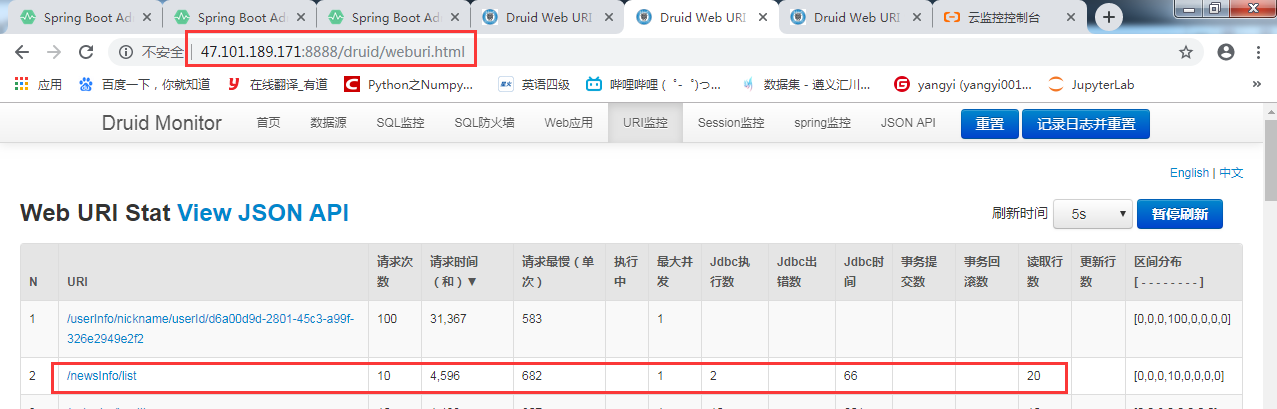 Spring Boot Ad
Spring Boot Ad
Spring Boot Ad
Druid Web URI
Druid Web URI
Druid Web URI
云监控控制台
不安全 | 47.101.189.171:8888/druid/weburi.html
应用
百度一下,你就知道
在线翻译_有道
Python之Numpy...
英语四级
哔哩哔哩 ( ゜- ゜)つ...
数据集 - 遵义汇川...
yangyi (yangyi001...
JupyterLab
»
Druid Monitor
首页
数据源
SQL监控
SQL防火墙
Web应用
URI监控
Session监控
spring监控
JSON API
重置
记录日志并重置
English | 中文
Web URI Stat View JSON API
刷新时间
5s
暂停刷新
N
URI
请求次数
请求时间(和)▼
请求最慢(单次)
执行中
最大并发
Jdbc执行数
Jdbc出错数
Jdbc时间
事务提交数
事务回滚数
读取行数
更新行数
区间分布
[ - - - - - - - - ]
1
/userInfo/nickname/userId/d6a00d9d-2801-45c3-a99f-
326e2949e2f2
100
31,367
583
1
[0,0,0,100,0,0,0,0]
2
/newsInfo/list
10
4,596
682
1
2
66
20
[0,0,0,10,0,0,0,0]